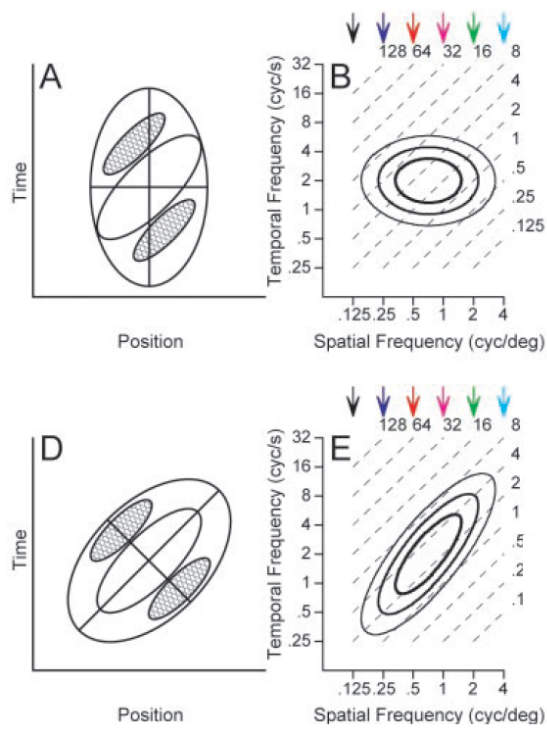 A
Time
Position
B
128 64 32 16 8
4
2
1
.5
.25
.125
Temporal Frequency (cyc/s)
32
16
8
4
2
1
.5
.25
.125 .25 .5 1 2 4
Spatial Frequency (cyc/deg)
D
Time
Position
E
128 64 32 16 8
4
2
1
.5
.2
.1
Temporal Frequency (cyc/s)
32
16
8
4
2
1
.5
.25
.125 .25 .5 1 2 4
Spatial Frequency (cyc/deg)